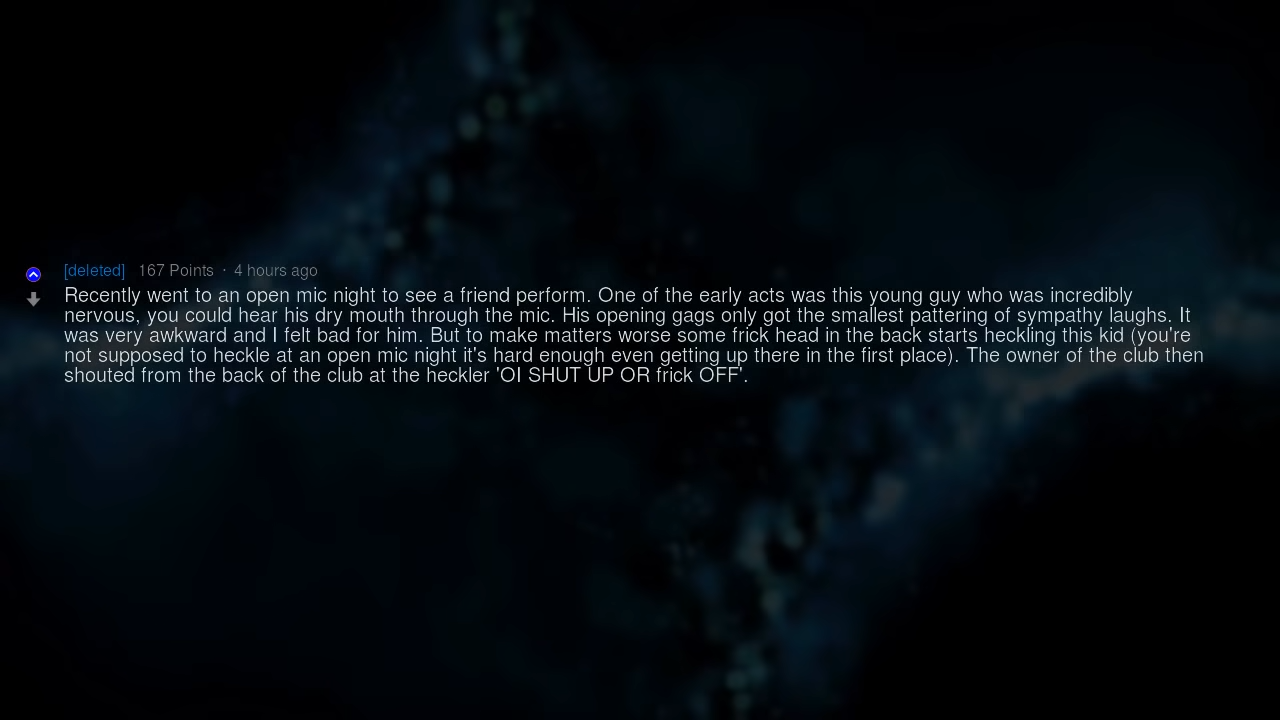 [deleted] 167 Points · 4 hours ago
Recently went to an open mic night to see a friend perform. One of the early acts was this young guy who was incredibly
nervous, you could hear his dry mouth through the mic. His opening gags only got the smallest pattering of sympathy laughs. It
was very awkward and I felt bad for him. But to make matters worse some frick head in the back starts heckling this kid (you're
not supposed to heckle at an open mic night it's hard enough even getting up there in the first place). The owner of the club then
shouted from the back of the club at the heckler 'OI SHUT UP OR frick OFF'.